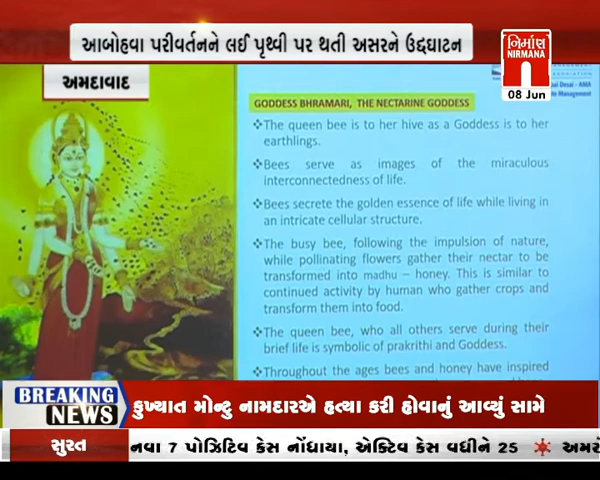 આબોહવા પરીવર્તનને લઈ પૃથ્વી પર થતી અસરને ઉદ્દઘાટન
નિર્માણ
NIRMANA
08 Jun
અમદાવાદ
ASSOCIATION
Desai - AMA
Management
GODDESS BHRAMARI, THE NECTARINE GODDESS
❖The queen bee is to her hive as a Goddess is to her
earthlings.
❖Bees serve as images of the miraculous
interconnectedness of life.
❖Bees secrete the golden essence of life while living in
an intricate cellular structure.
❖The busy bee, following the impulsion of nature,
while pollinating flowers gather their nectar to be
transformed into madhu – honey. This is similar to
continued activity by human who gather crops and
transform them into food.
❖The queen bee, who all others serve during their
brief life is symbolic of prakrithi and Goddess.
❖Throughout the ages bees and honey have inspired
BREAKING
NEWS
કુખ્યાત મોન્ટુ નામદારએ હત્યા કરી હોવાનું આવ્યું સામે
સુરત
નવા 7 પોઝિટિવ કેસ નોંધાયા, એક્ટિવ કેસ વધીને 25